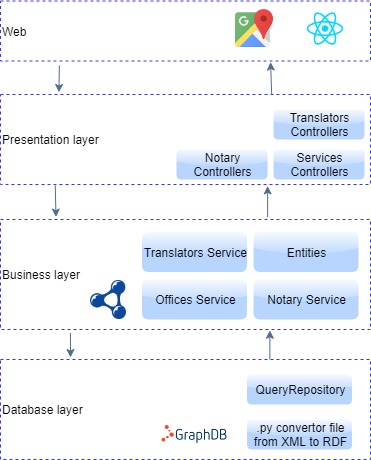 Web
G
Translators
Controllers
Presentation layer
Notary
Controllers
Services
Controllers
Translators Service
Entities
Business layer
Offices Service
Notary Service
QueryRepository
Database layer
GraphDB
.py convertor file
from XML to RDF